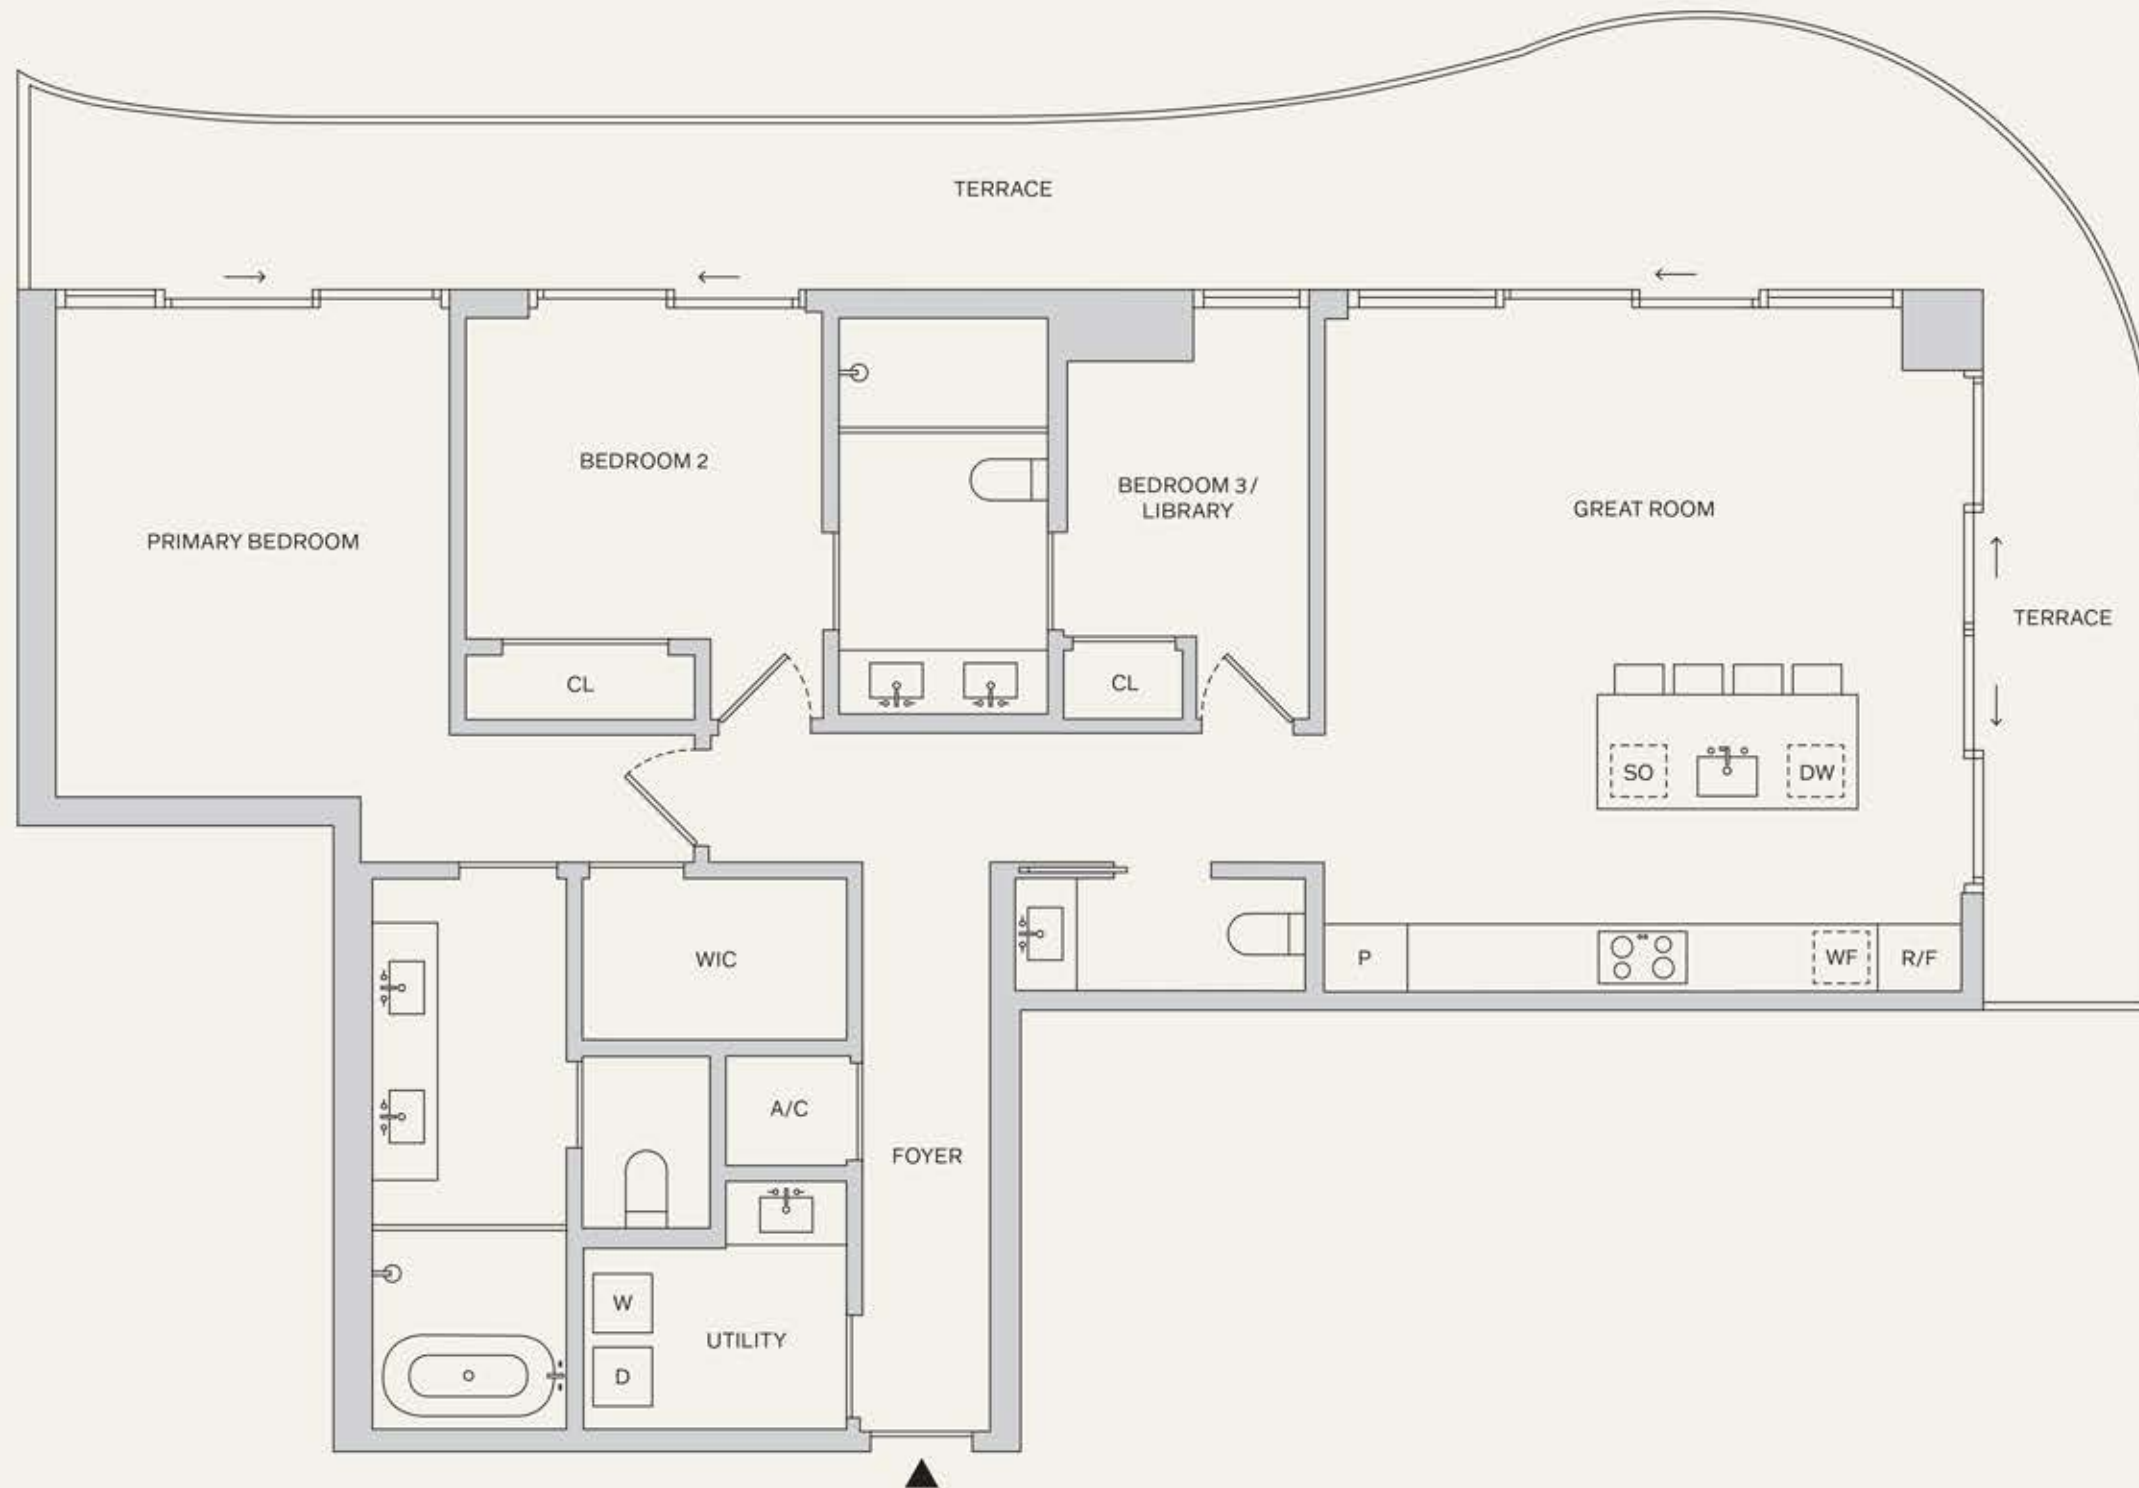 TERRACE
BEDROOM 2
BEDROOM 3/
LIBRARY
GREAT ROOM
PRIMARY BEDROOM
TERRACE
CL
CL
SO
DW
WIC
P
WF
R/F
A/C
FOYER
W
UTILITY
D